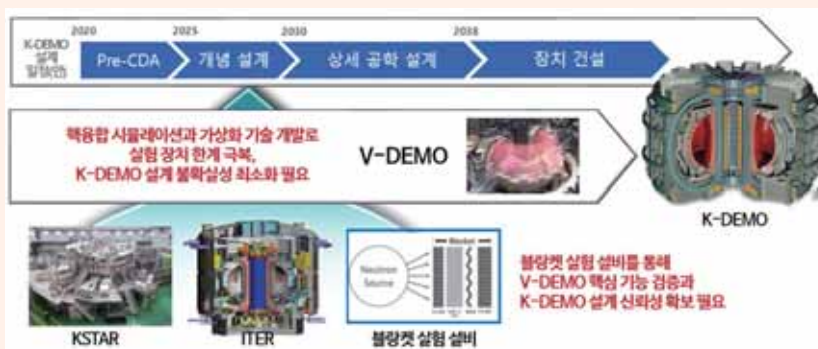 2020
2025
2030
2038
K-DEMO
설계
일정(안)
Pre-CDA
개념 설계
상세 공학 설계
장치 건설
핵융합 시뮬레이션과 가상화 기술 개발로
실험 장치 한계 극복,
K-DEMO 설계 불확실성 최소화 필요
V-DEMO
K-DEMO
Neutron
Source
Blanket
블랑켓 실험 설비를 통해
V-DEMO 핵심 기능 검증과
K-DEMO 설계 신뢰성 확보 필요
KSTAR
ITER
블랑켓 실험 설비